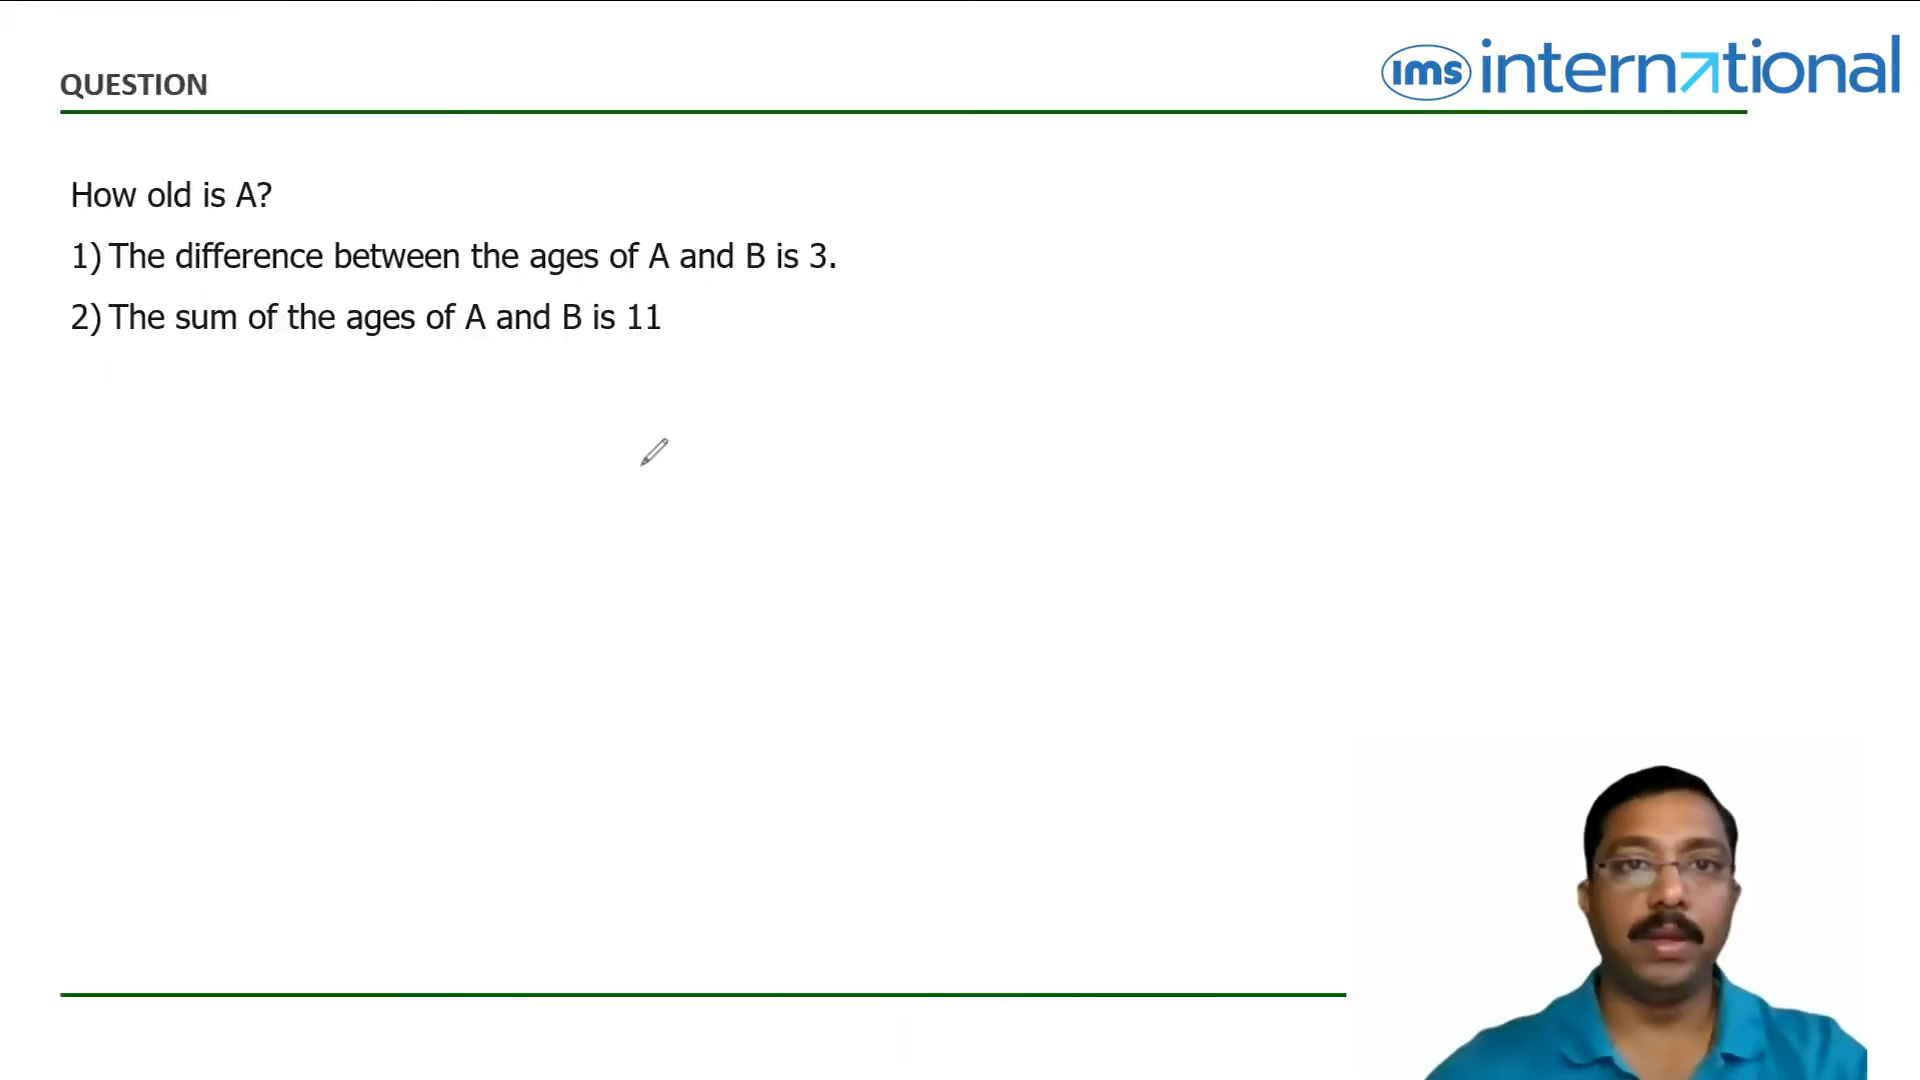 QUESTION
ims international
How old is A?
1) The difference between the ages of A and B is 3.
2) The sum of the ages of A and B is 11